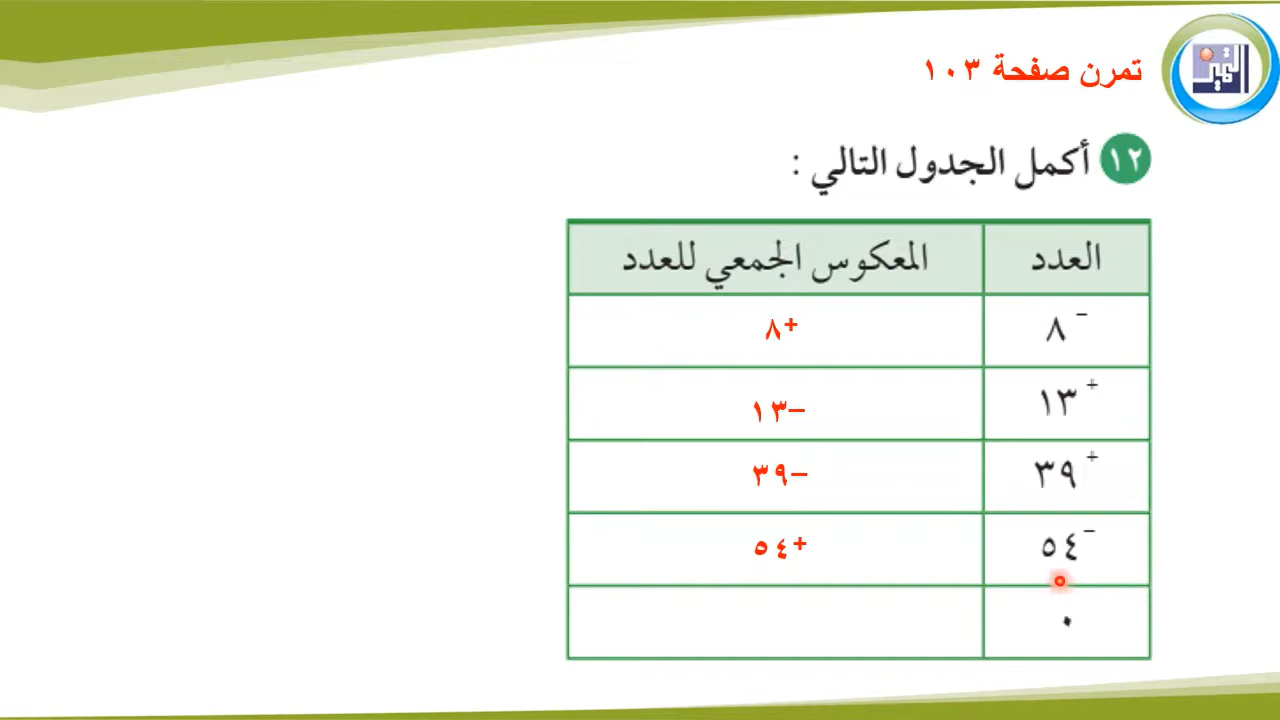 المتميز
تمرن صفحة ١٠٣
١٢ أكمل الجدول التالي :
العدد المعكوس الجمعي للعدد
⁻٨ +٨
⁺١٣ −١٣
⁺٣٩ −٣٩
⁻٥٤ +٥٤
٠